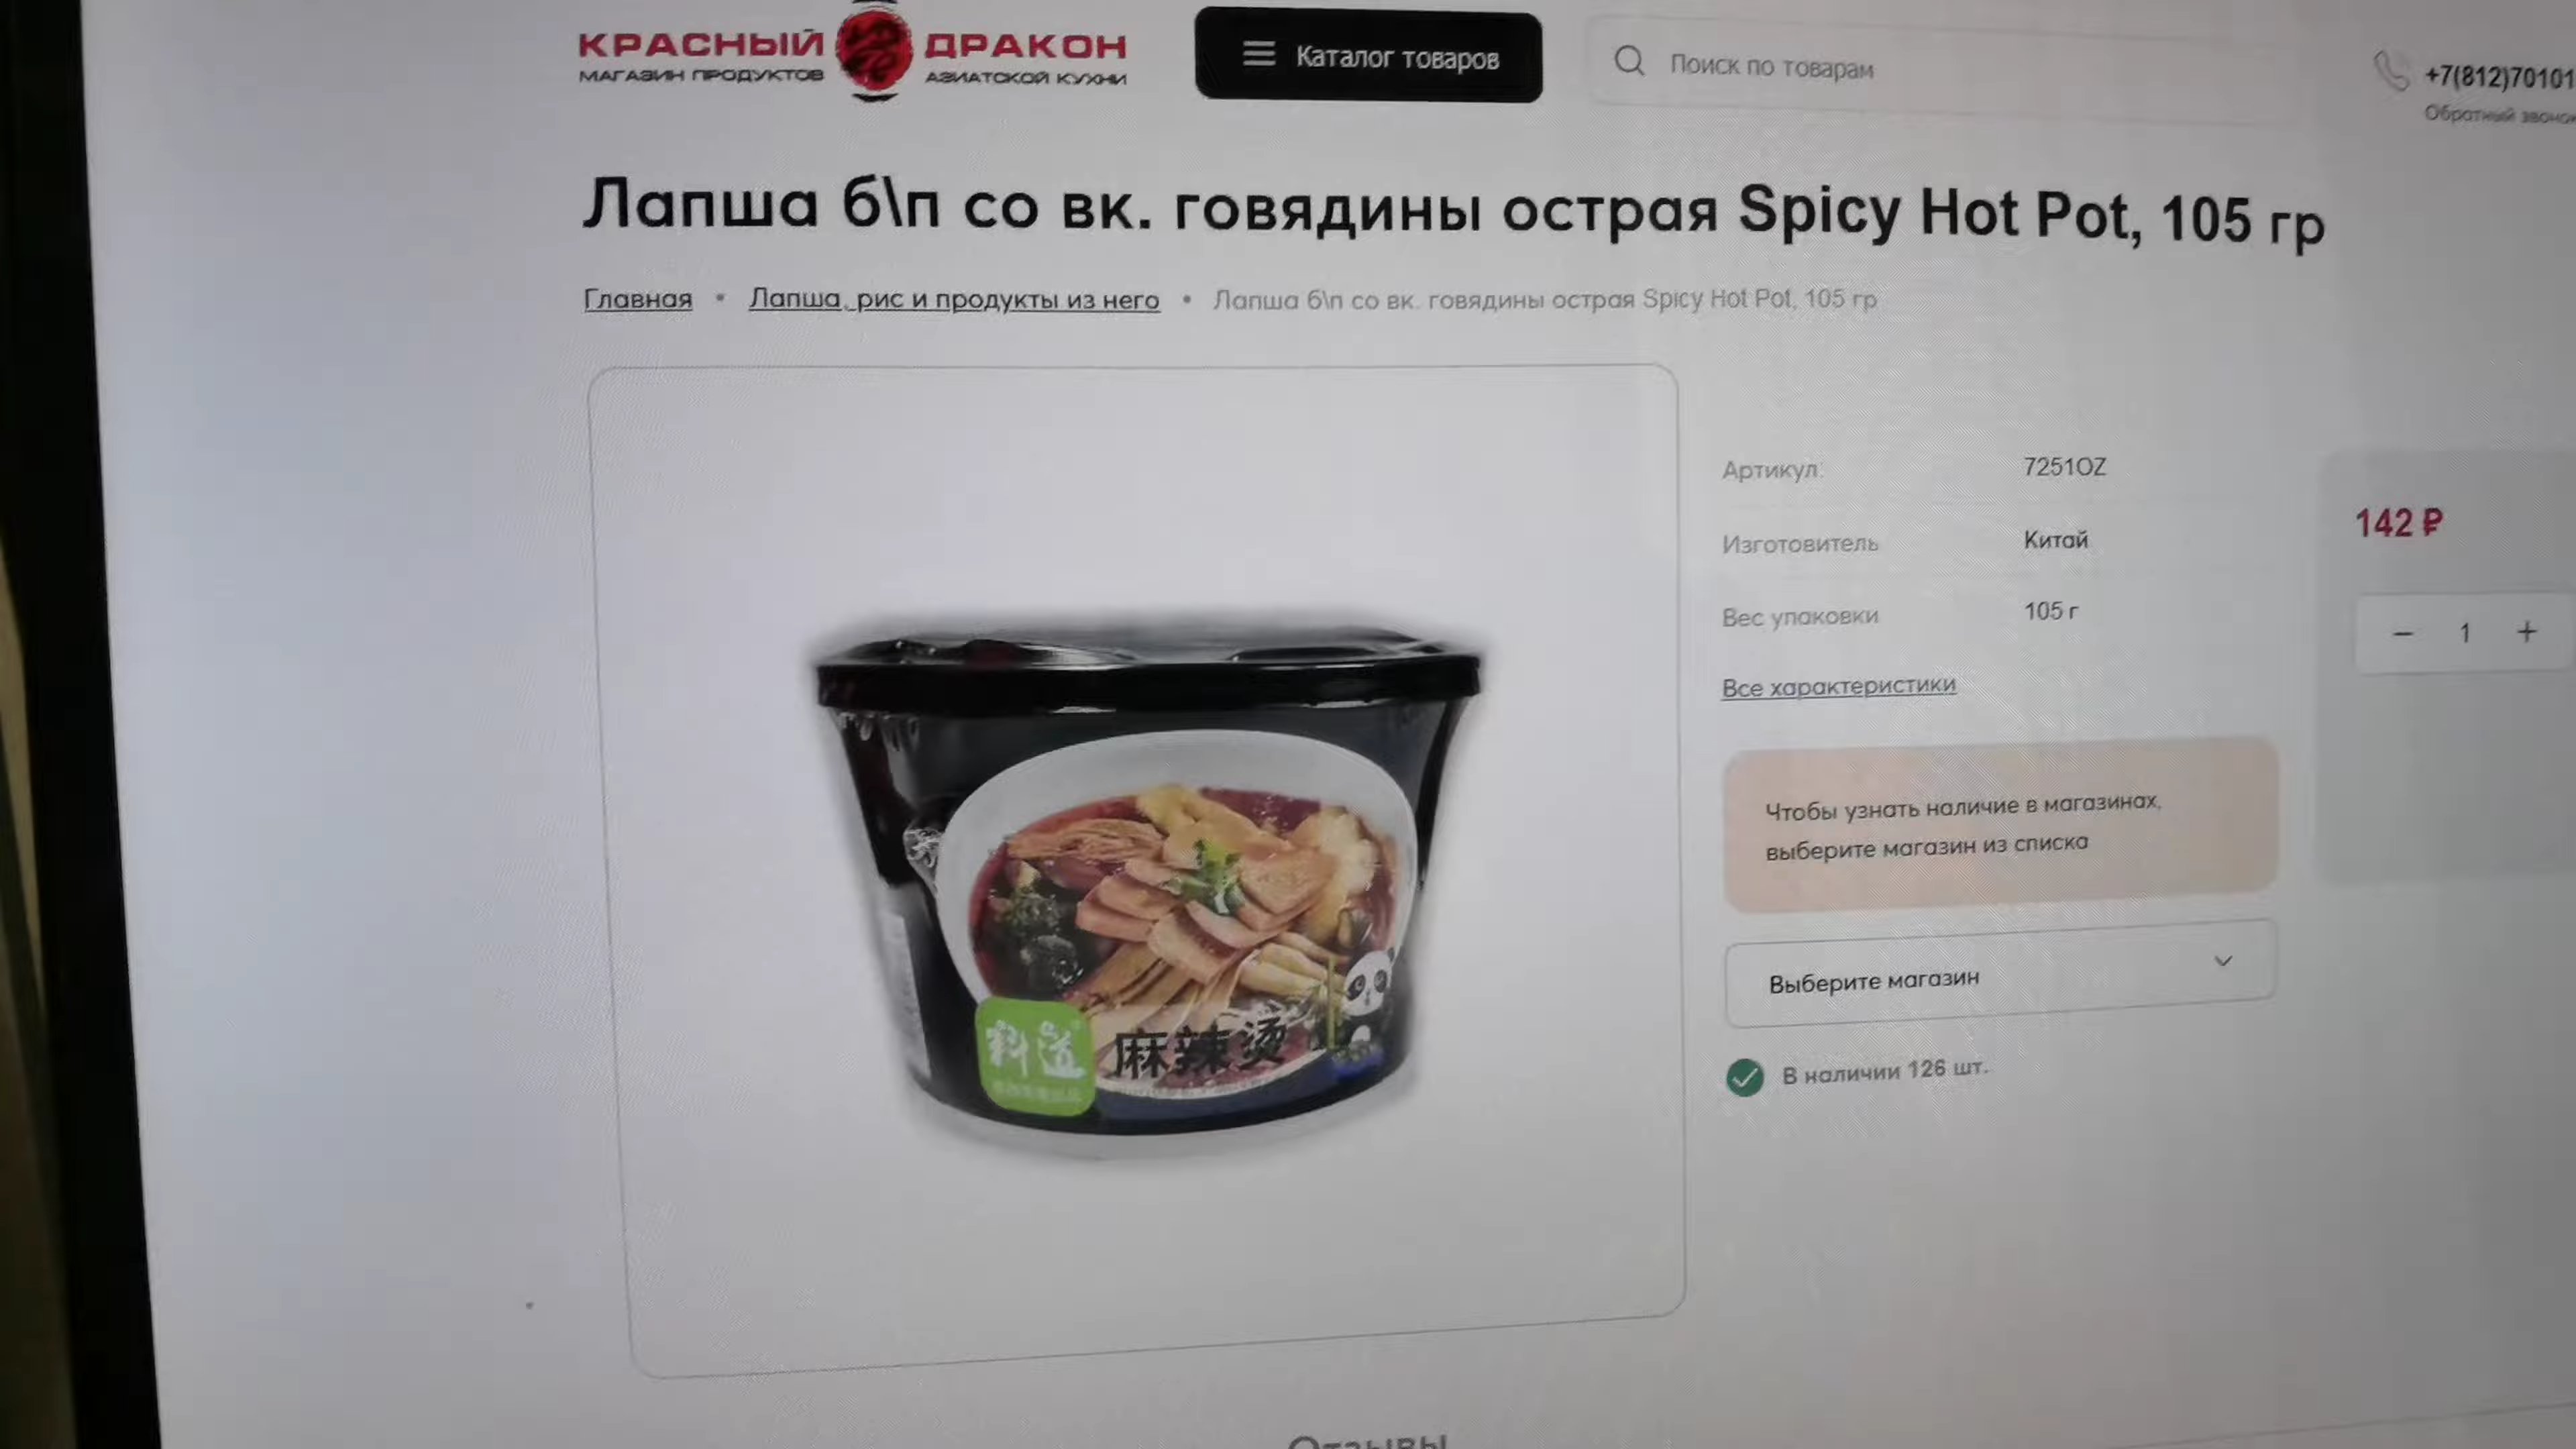 КРАСНЫЙ ДРАКОН
МАГАЗИН ПРОДУКТОВ АЗИАТСКОЙ КУХНИ
Каталог товаров
Поиск по товарам
+7(812)70101
Обратный звонок
Лапша б\п со вк. говядины острая Spicy Hot Pot, 105 гр
Главная • Лапша, рис и продукты из него • Лапша б\п со вк. говядины острая Spicy Hot Pot, 105 гр
Артикул: 7251OZ
Изготовитель Китай
Вес упаковки 105 г
Все характеристики
142 ₽
− 1 +
Чтобы узнать наличие в магазинах,
выберите магазин из списка
Выберите магазин
В наличии 126 шт.
料道
麻辣烫
Отзывы